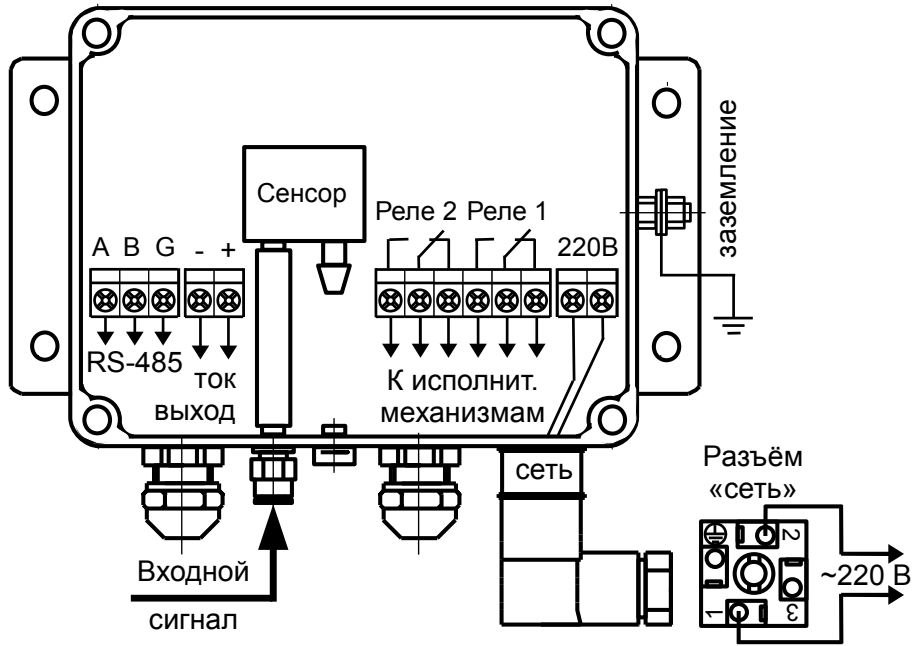 Сенсор
Реле 2 Реле 1
A B G - +
220В
заземление
RS-485
ток
выход
К исполнит.
механизмам
сеть
Разъём
«сеть»
2
~220 В
1
3
Входной
сигнал